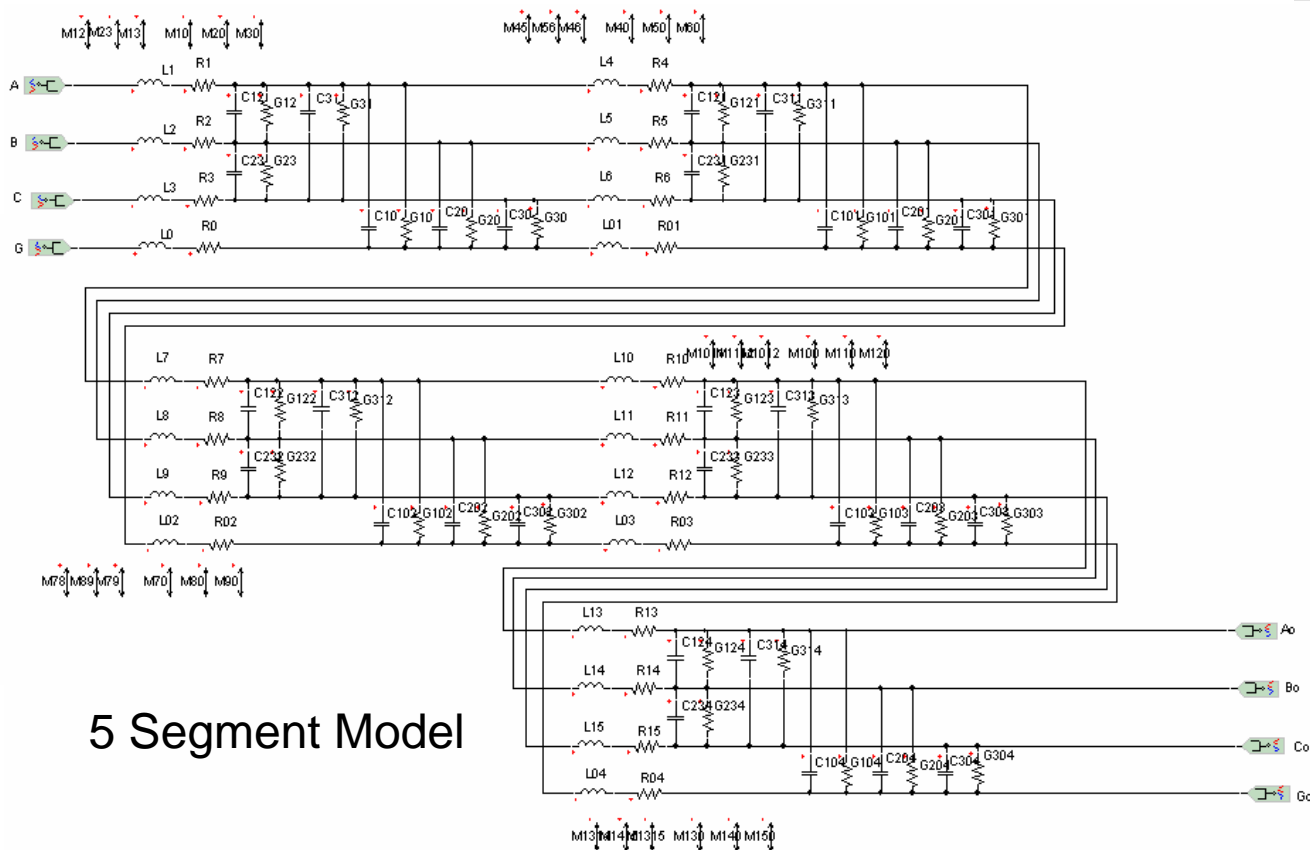 M12 M23 M13 M10 M20 M30
M45 M56 M46 M40 M50 M60
A L1 R1 L4 R4
C12 G12 C31 G31 C121 G121 C311 G311
B L2 R2 L5 R5
C23 G23 C231 G231
C L3 R3 L6 R6
C10 G10 C20 G20 C30 G30 C101 G101 C201 G201 C301 G301
G L0 R0 L01 R01
M1012 M100 M110 M120
L7 R7 L10 R10
C122 G122 C312 G312 C123 G123 C313 G313
L8 R8 L11 R11
C232 G232 C233 G233
L9 R9 L12 R12
C102 G102 C202 G202 C302 G302 C103 G103 C203 G203 C303 G303
L02 R02 L03 R03
M78 M89 M79 M70 M80 M90
L13 R13 Ao
C124 G124 C314 G314
L14 R14 Bo
C234 G234
5 Segment Model
L15 R15 Co
C104 G104 C204 G204 C304 G304
L04 R04 Go
M1315 M130 M140 M150